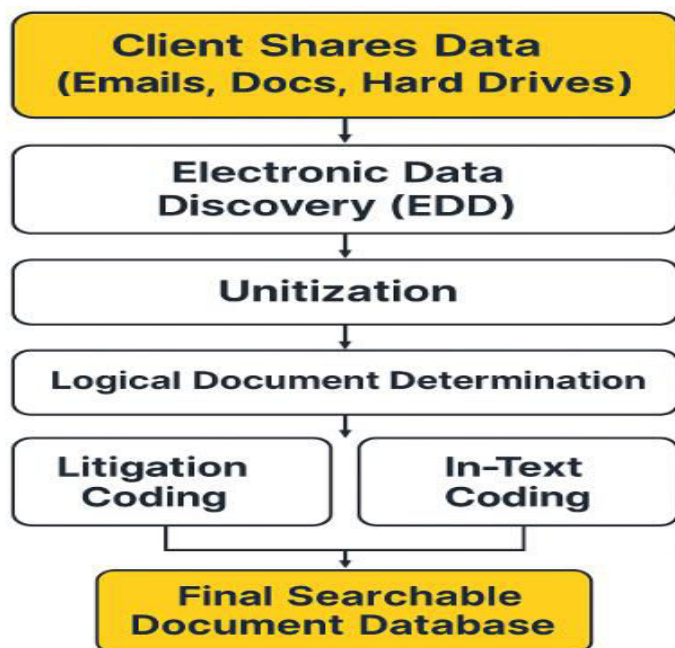 Client Shares Data
(Emails, Docs, Hard Drives)
Electronic Data
Discovery (EDD)
Unitization
Logical Document Determination
Litigation
Coding
In-Text
Coding
Final Searchable
Document Database